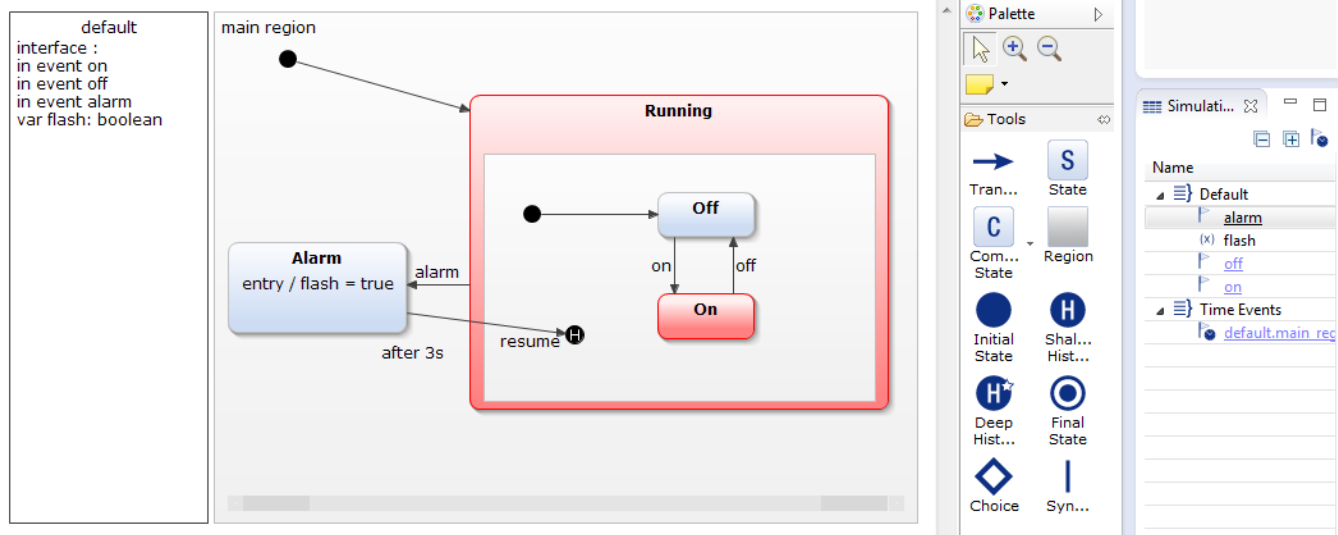 default
interface :
in event on
in event off
in event alarm
var flash: boolean
main region
Running
Off
on
off
On
Alarm
entry / flash = true
alarm
after 3s
resume
H
Palette
Tools
S
Tran...
State
C
Com...
State
Region
H
Initial
State
Shal...
Hist...
H
Deep
Hist...
Final
State
Choice
Syn...
Simulati...
Name
Default
alarm
(x) flash
off
on
Time Events
default.main_reg